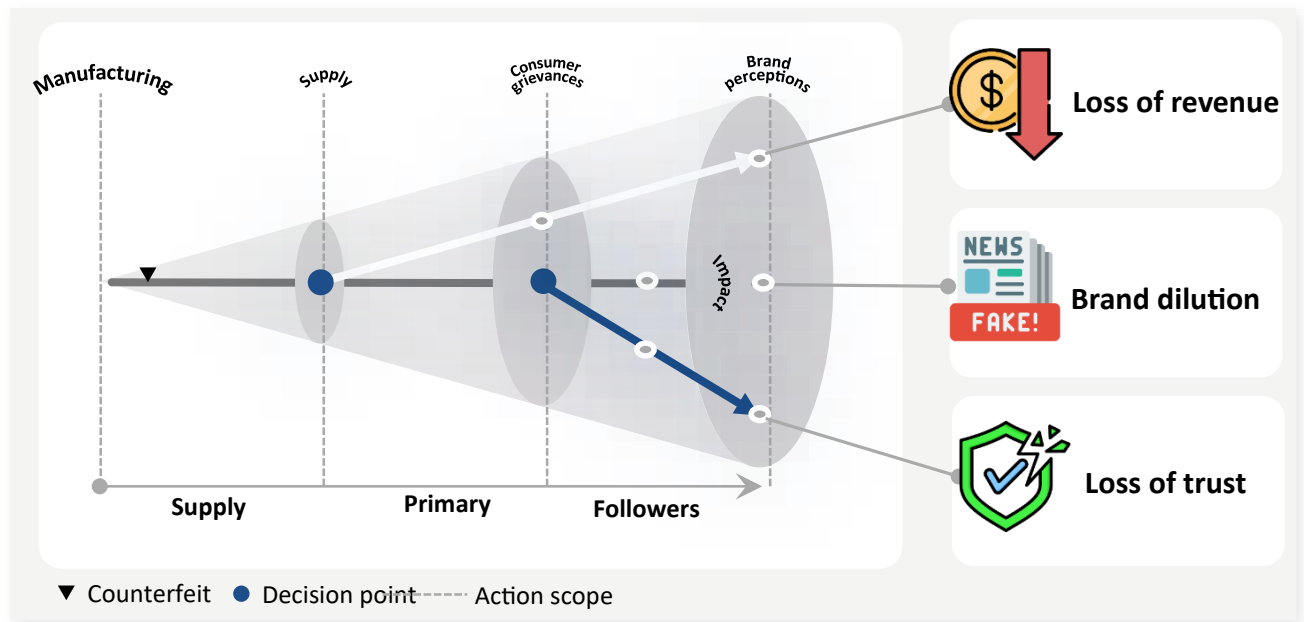 Manufacturing
Supply
Consumer
grievances
Brand
perceptions
Impact
Supply
Primary
Followers
Counterfeit
Decision point
Action scope
$
Loss of revenue
NEWS
FAKE!
Brand dilution
Loss of trust